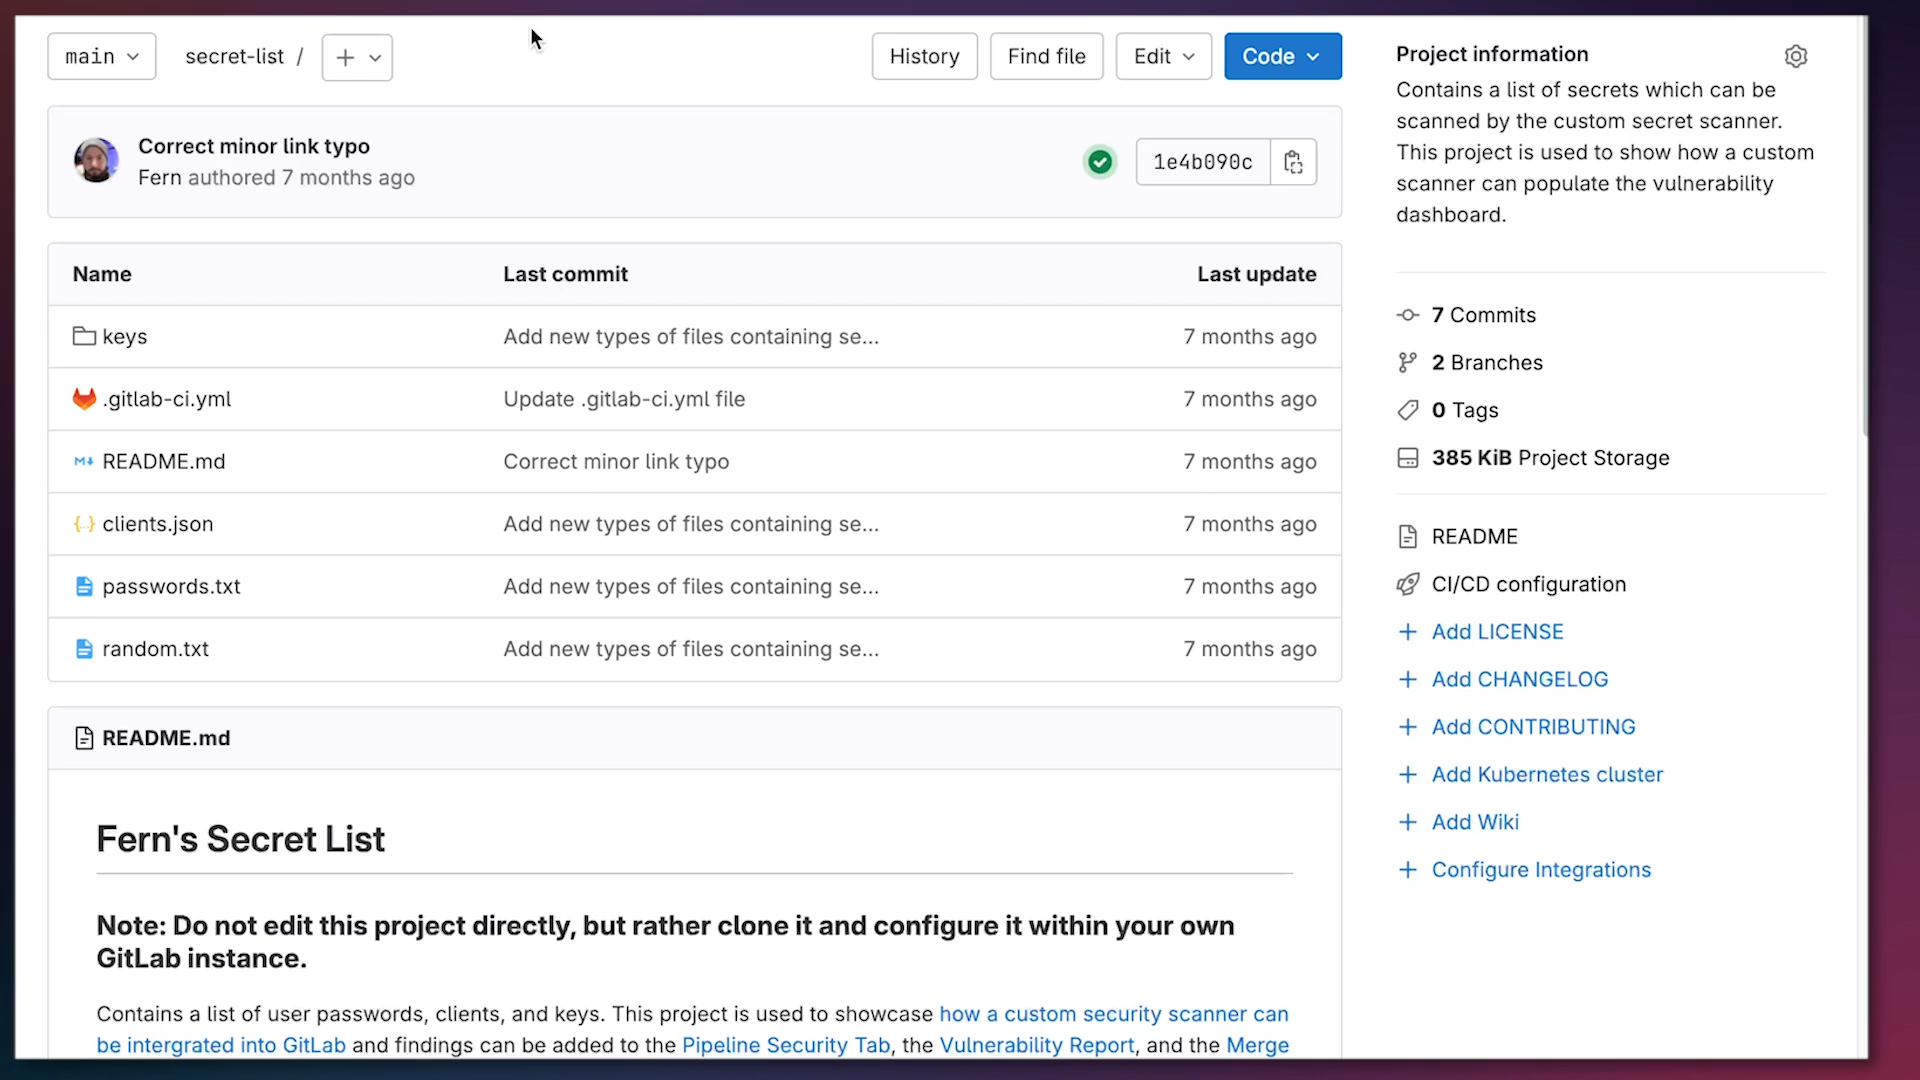 main
secret-list /
History
Find file
Edit
Code
Correct minor link typo
Fern authored 7 months ago
1e4b090c
Name Last commit Last update
keys Add new types of files containing se... 7 months ago
.gitlab-ci.yml Update .gitlab-ci.yml file 7 months ago
README.md Correct minor link typo 7 months ago
clients.json Add new types of files containing se... 7 months ago
passwords.txt Add new types of files containing se... 7 months ago
random.txt Add new types of files containing se... 7 months ago
README.md
Fern's Secret List
Note: Do not edit this project directly, but rather clone it and configure it within your own
GitLab instance.
Contains a list of user passwords, clients, and keys. This project is used to showcase how a custom security scanner can
be intergrated into GitLab and findings can be added to the Pipeline Security Tab, the Vulnerability Report, and the Merge
Project information
Contains a list of secrets which can be
scanned by the custom secret scanner.
This project is used to show how a custom
scanner can populate the vulnerability
dashboard.
7 Commits
2 Branches
0 Tags
385 KiB Project Storage
README
CI/CD configuration
+ Add LICENSE
+ Add CHANGELOG
+ Add CONTRIBUTING
+ Add Kubernetes cluster
+ Add Wiki
+ Configure Integrations